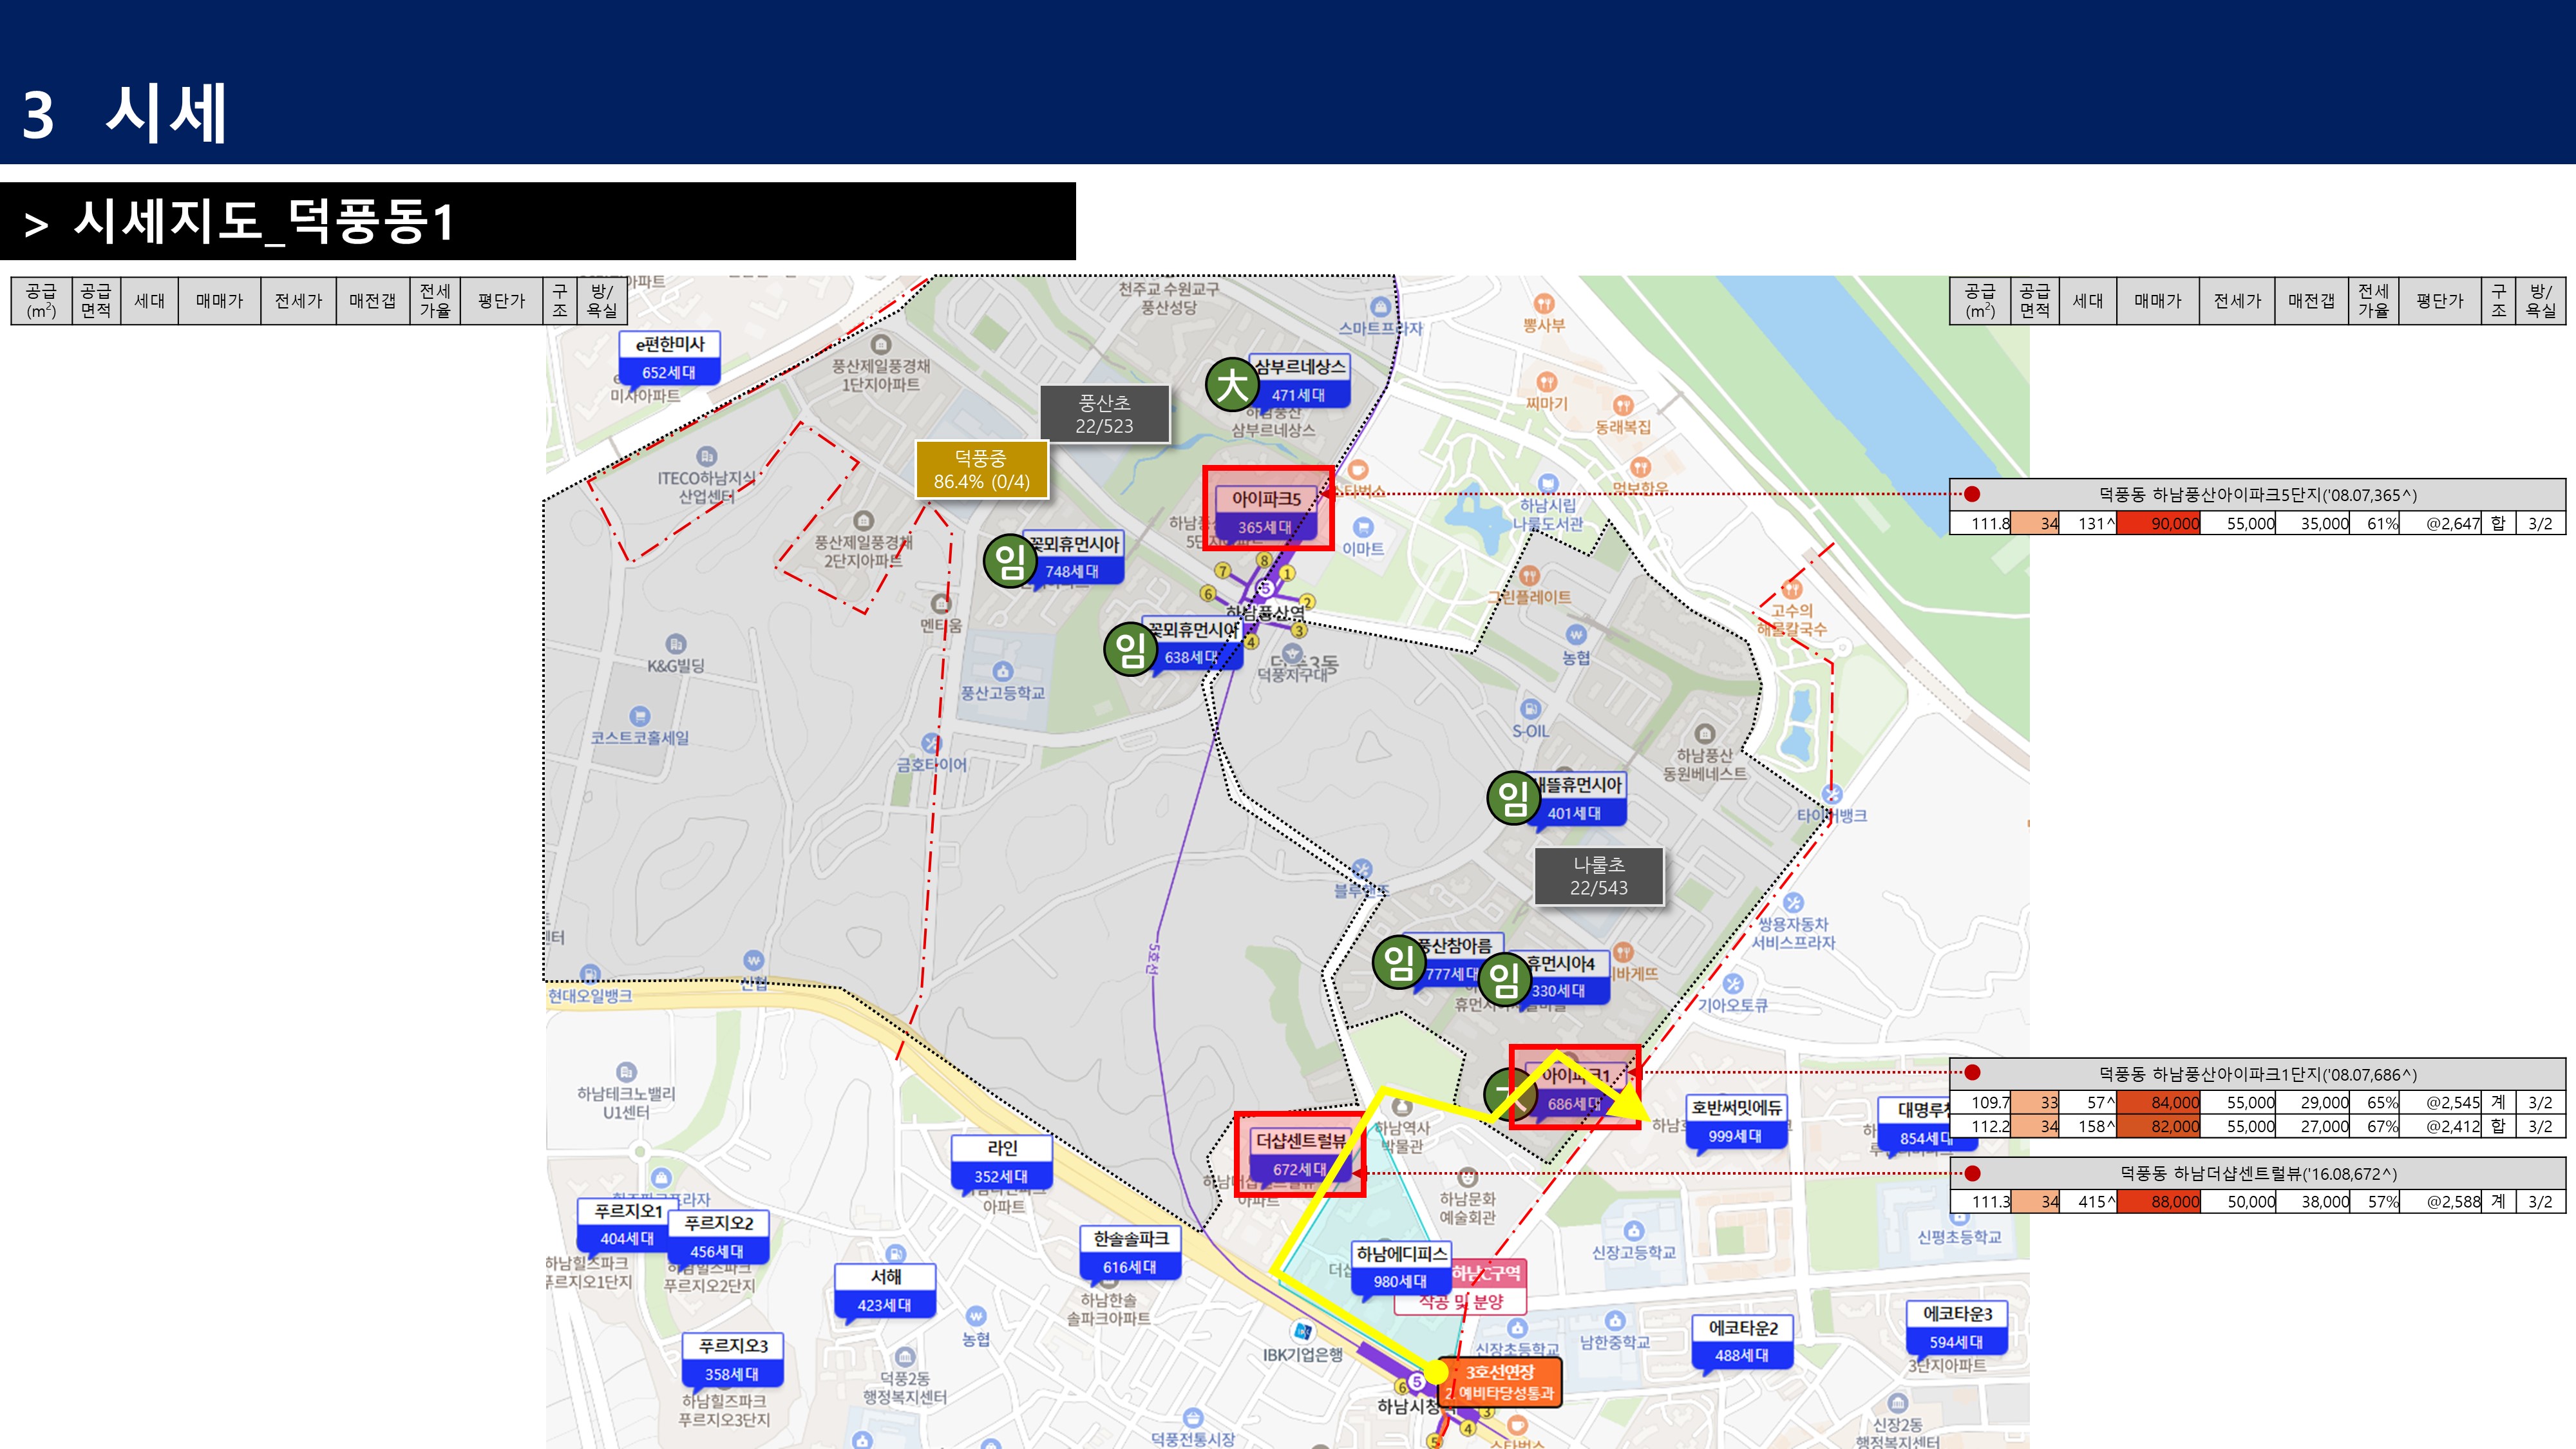 3 시세
> 시세지도_덕풍동1
공급
(m²)
공급
면적
세대
매매가
전세가
매전갭
전세
가율
평단가
구
조
방/
욕실
공급
(m²)
공급
면적
세대
매매가
전세가
매전갭
전세
가율
평단가
구
조
방/
욕실
천주교 수원교구
풍산성당
스마트프라자
뽕사부
e편한미사
652세대
미사아파트
풍산제일풍경채
1단지아파트
大
삼부르네상스
471세대
하남풍산
삼부르네상스
풍산초
22/523
찌마기
동래복집
덕풍중
86.4% (0/4)
ITECO하남지식
산업센터
아이파크5
365세대
스타벅스
이마트
하남시립
나룰도서관
먹보한우
덕풍동 하남풍산아이파크5단지('08.07,365^)
111.8 34 131^ 90,000 55,000 35,000 61% @2,647 합 3/2
풍산제일풍경채
2단지아파트
임
꽃뫼휴먼시아
748세대
7
8
1
5
6
2
하남풍산역
3
4
멘티움
임
꽃뫼휴먼시아
638세대
덕풍3동
덕풍지구대
그린플레이트
고수의
해물칼국수
농협
K&G빌딩
풍산고등학교
코스트코홀세일
금호타이어
S-OIL
하남풍산
동원베네스트
임
401세대
타이어뱅크
나룰초
22/543
블루핸즈
쌍용자동차
서비스프라자
5호선
임
풍산참아름
777세대
임
휴먼시아4
330세대
기아오토큐
신협
현대오일뱅크
하남테크노밸리
U1센터
아이파크1
686세대
덕풍동 하남풍산아이파크1단지('08.07,686^)
109.7 33 57^ 84,000 55,000 29,000 65% @2,545 계 3/2
112.2 34 158^ 82,000 55,000 27,000 67% @2,412 합 3/2
호반써밋에듀
999세대
854세대
하남역사
박물관
더샵센트럴뷰
672세대
아파트
덕풍동 하남더샵센트럴뷰('16.08,672^)
111.3 34 415^ 88,000 50,000 38,000 57% @2,588 계 3/2
라인
352세대
아파트
하남문화
예술회관
푸르지오1
404세대
푸르지오2
456세대
하남힐즈파크
푸르지오1단지
하남힐즈파크
푸르지오2단지
한솔솔파크
616세대
하남한솔
솔파크아파트
서해
423세대
하남에디피스
980세대
하남C구역
착공 및 분양
신장고등학교
신평초등학교
농협
IBK기업은행
신장초등학교
남한중학교
에코타운2
488세대
에코타운3
594세대
3단지아파트
푸르지오3
358세대
하남힐즈파크
푸르지오3단지
덕풍2동
행정복지센터
3호선연장
예비타당성통과
6
5
하남시청
3
4
5
스타벅스
덕풍전통시장
신장2동
행정복지센터